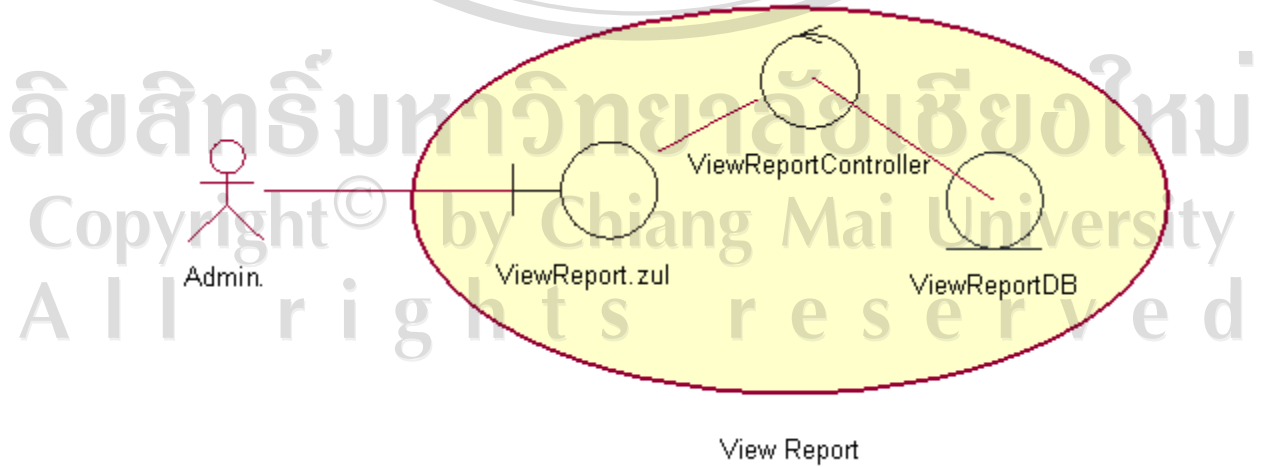 ลิขสิทธิ์มหาวิทยาลัยเชียงใหม่
Copyright© by Chiang Mai University
All rights reserved
ViewReportController
Admin.
ViewReport.zul
ViewReportDB
View Report